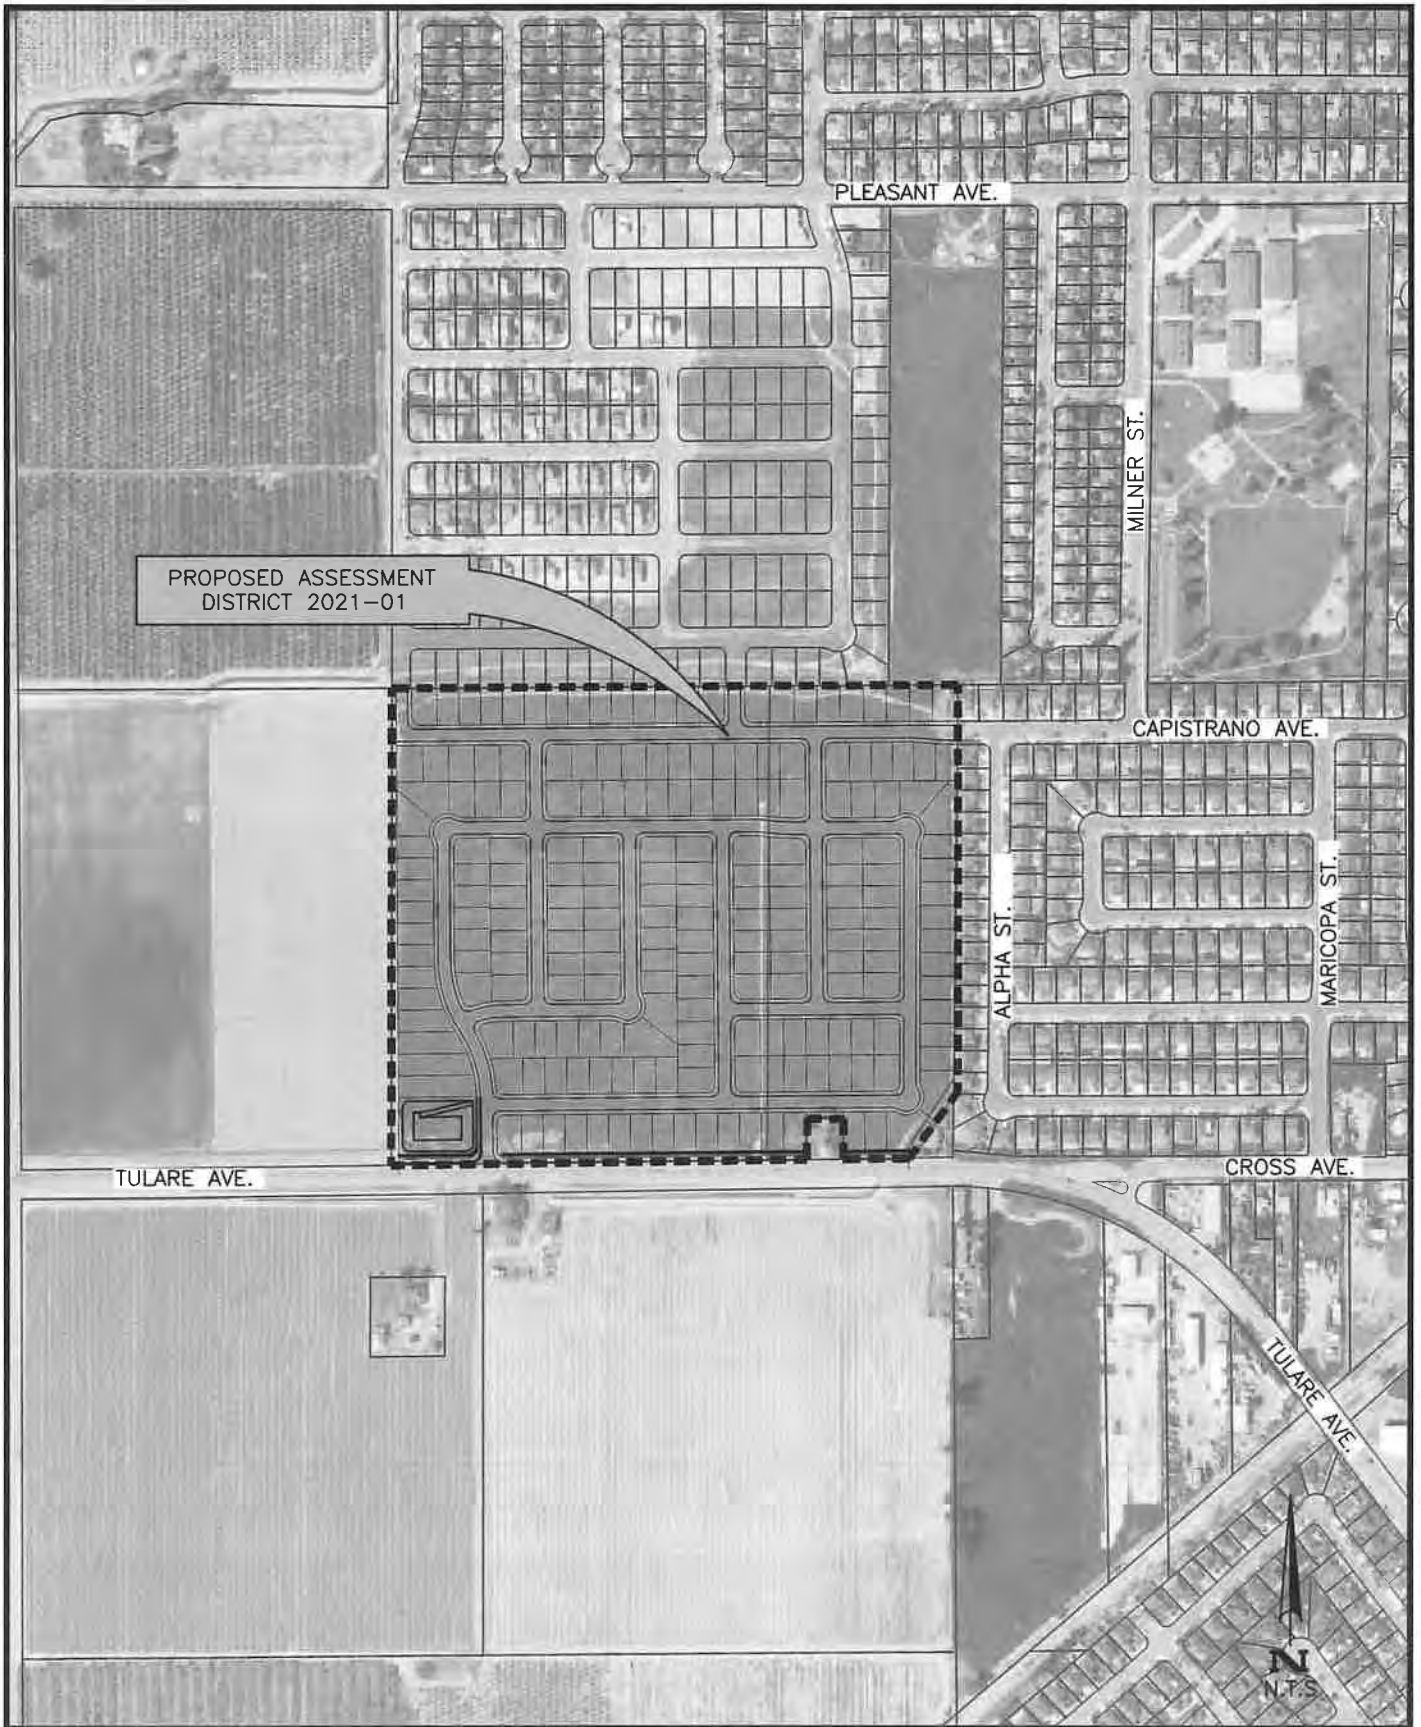 PLEASANT AVE.
MILNER ST.
PROPOSED ASSESSMENT
DISTRICT 2021-01
CAPISTRANO AVE.
ALPHA ST.
MARICOPA ST.
TULARE AVE.
CROSS AVE.
TULARE AVE.
N
N.T.S.